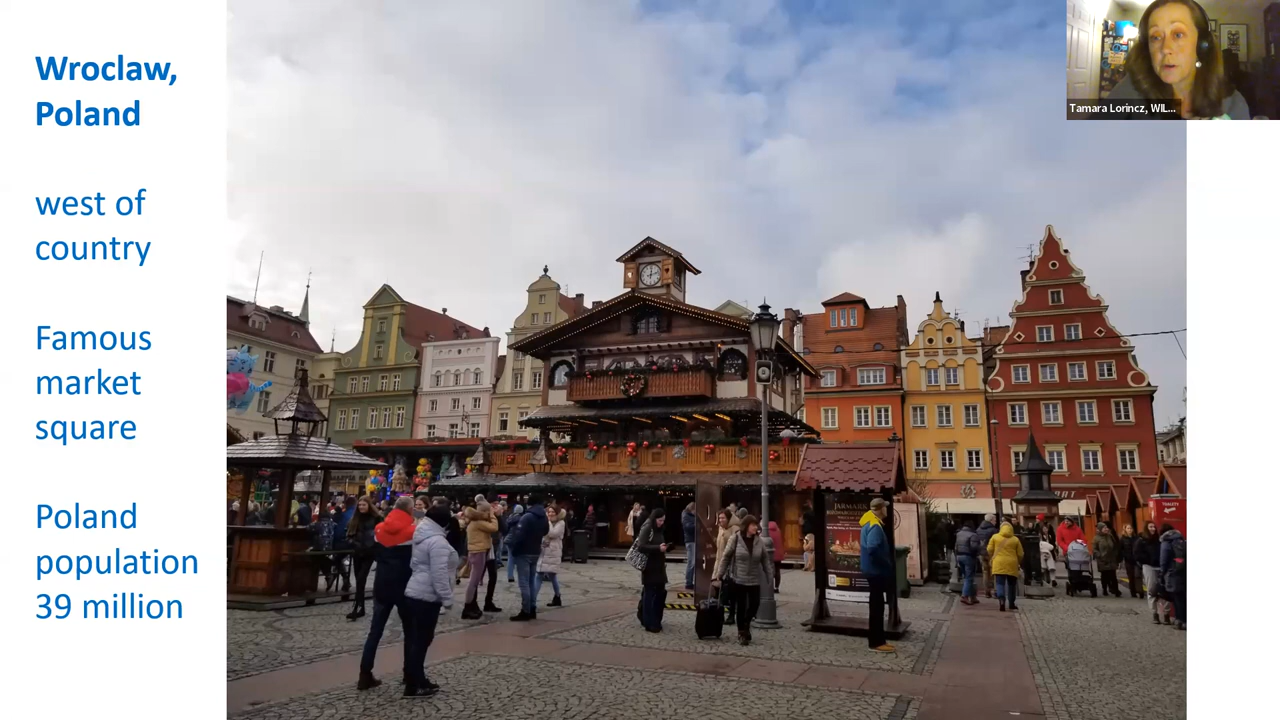 Wroclaw,
Poland
west of
country
Famous
market
square
Poland
population
39 million
Tamara Lorincz, WIL...
JARMARK